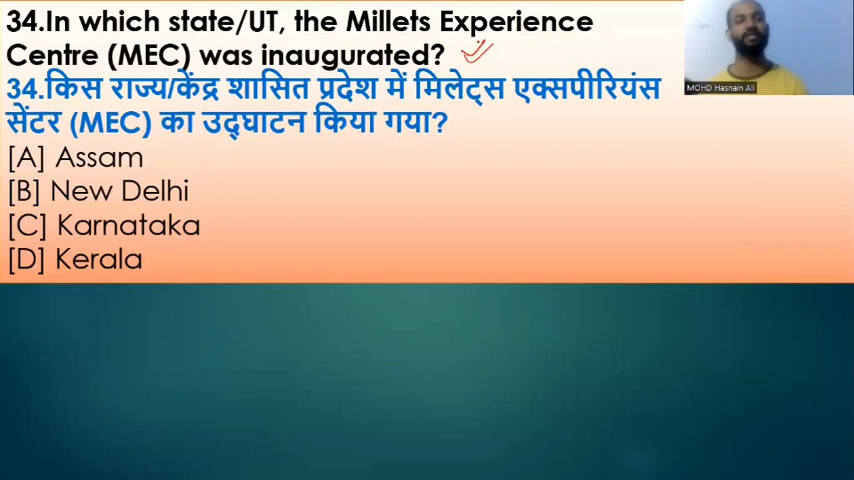 34.In which state/UT, the Millets Experience
Centre (MEC) was inaugurated?
34.किस राज्य/केंद्र शासित प्रदेश में मिलेट्स एक्सपीरियंस
सेंटर (MEC) का उद्घाटन किया गया?
[A] Assam
[B] New Delhi
[C] Karnataka
[D] Kerala
MOHD Hasnain Ali